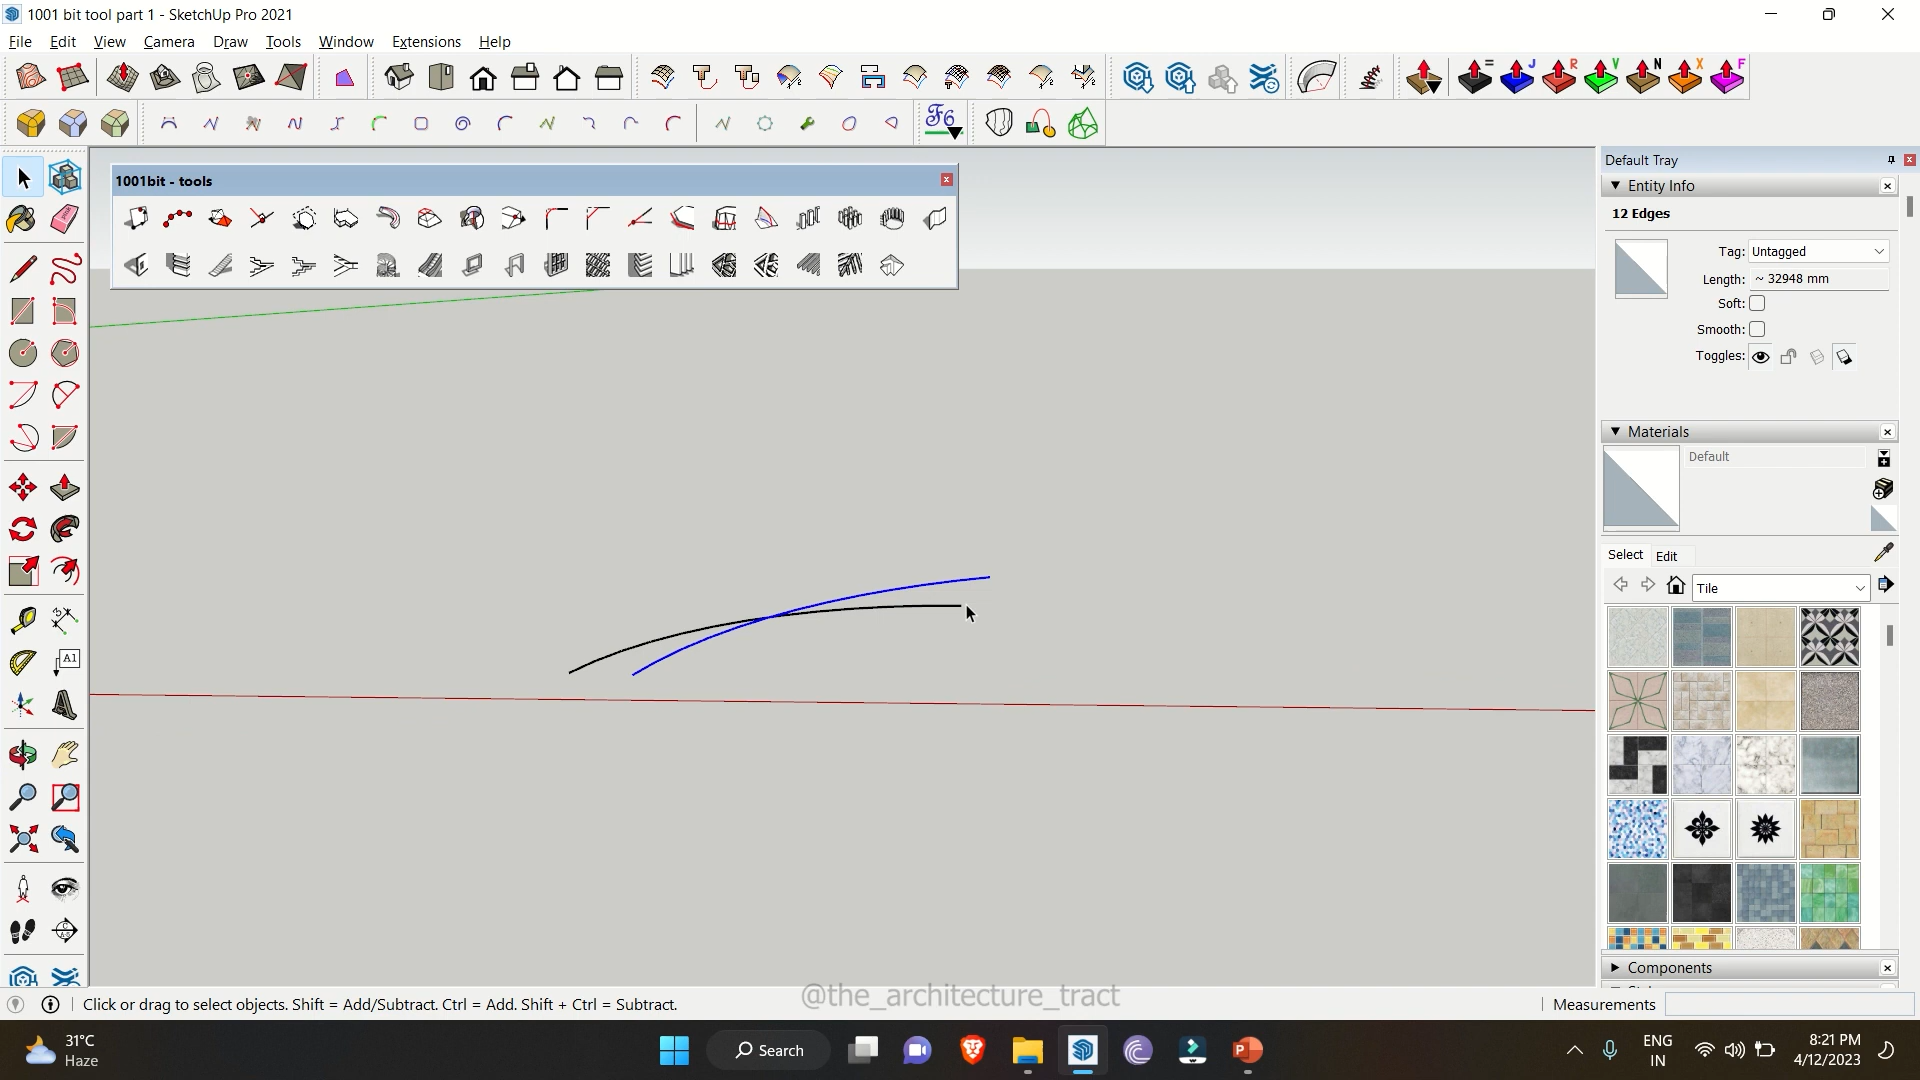 1001 bit tool part 1 - SketchUp Pro 2021
File Edit View Camera Draw Tools Window Extensions Help
= J R V N X F
F6
1001bit - tools
Default Tray
Entity Info
12 Edges
Tag: Untagged
Length: ~ 32948 mm
Soft:
Smooth:
Toggles:
Materials
Default
Select Edit
Tile
A1
Components
Click or drag to select objects. Shift = Add/Subtract. Ctrl = Add. Shift + Ctrl = Subtract.
@the_architecture_tract
Measurements
31°C
Haze
Search
ENG
IN
8:21 PM
4/12/2023